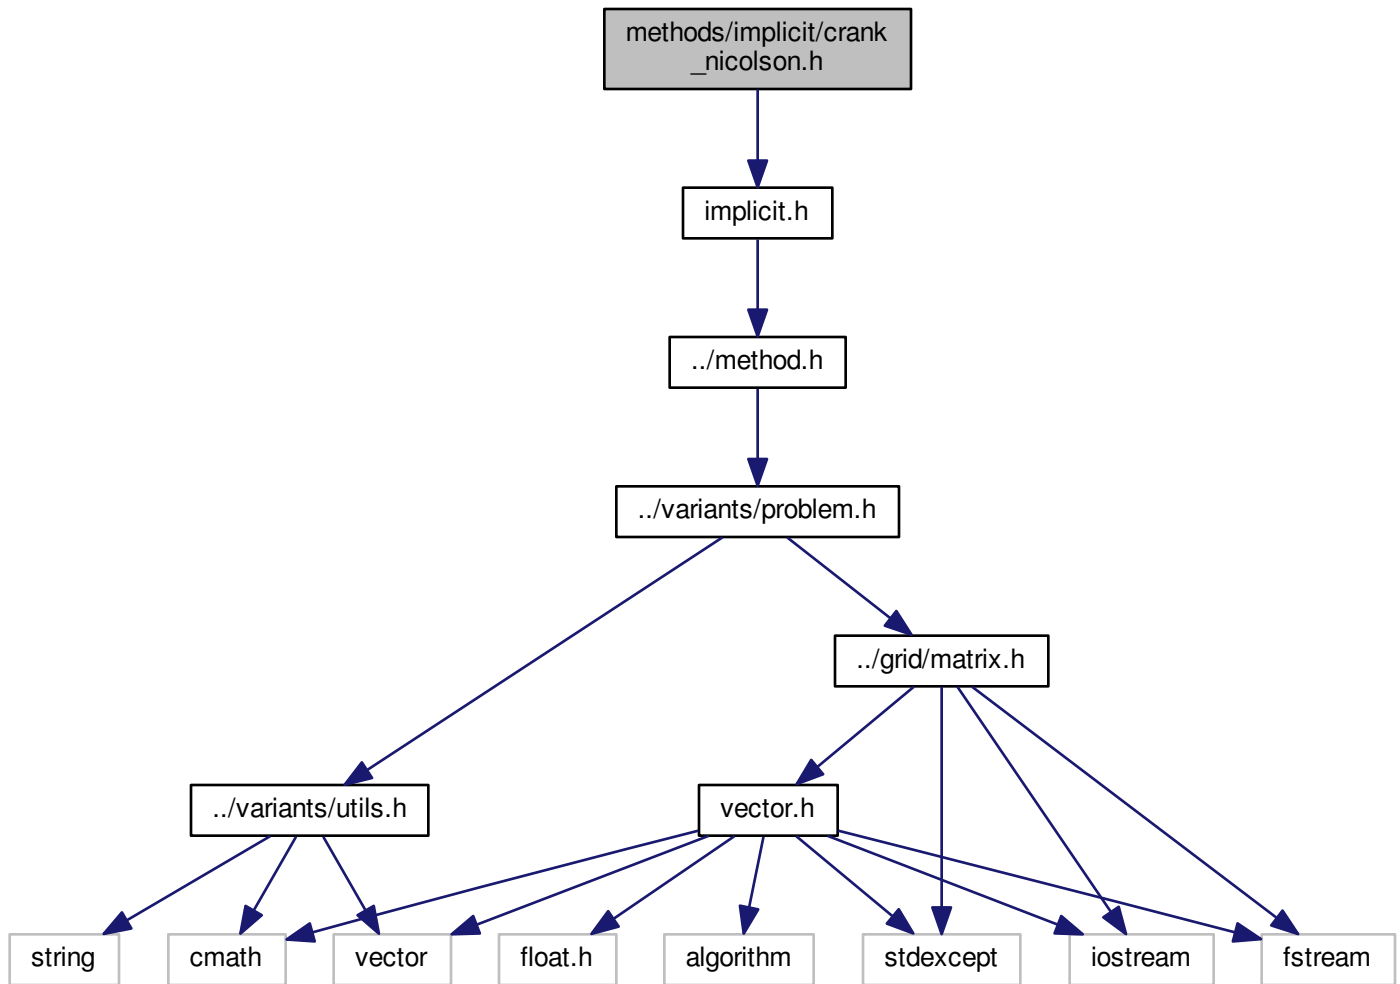 methods/implicit/crank
_nicolson.h
implicit.h
../method.h
../variants/problem.h
../grid/matrix.h
../variants/utils.h
vector.h
string
cmath
vector
float.h
algorithm
stdexcept
iostream
fstream